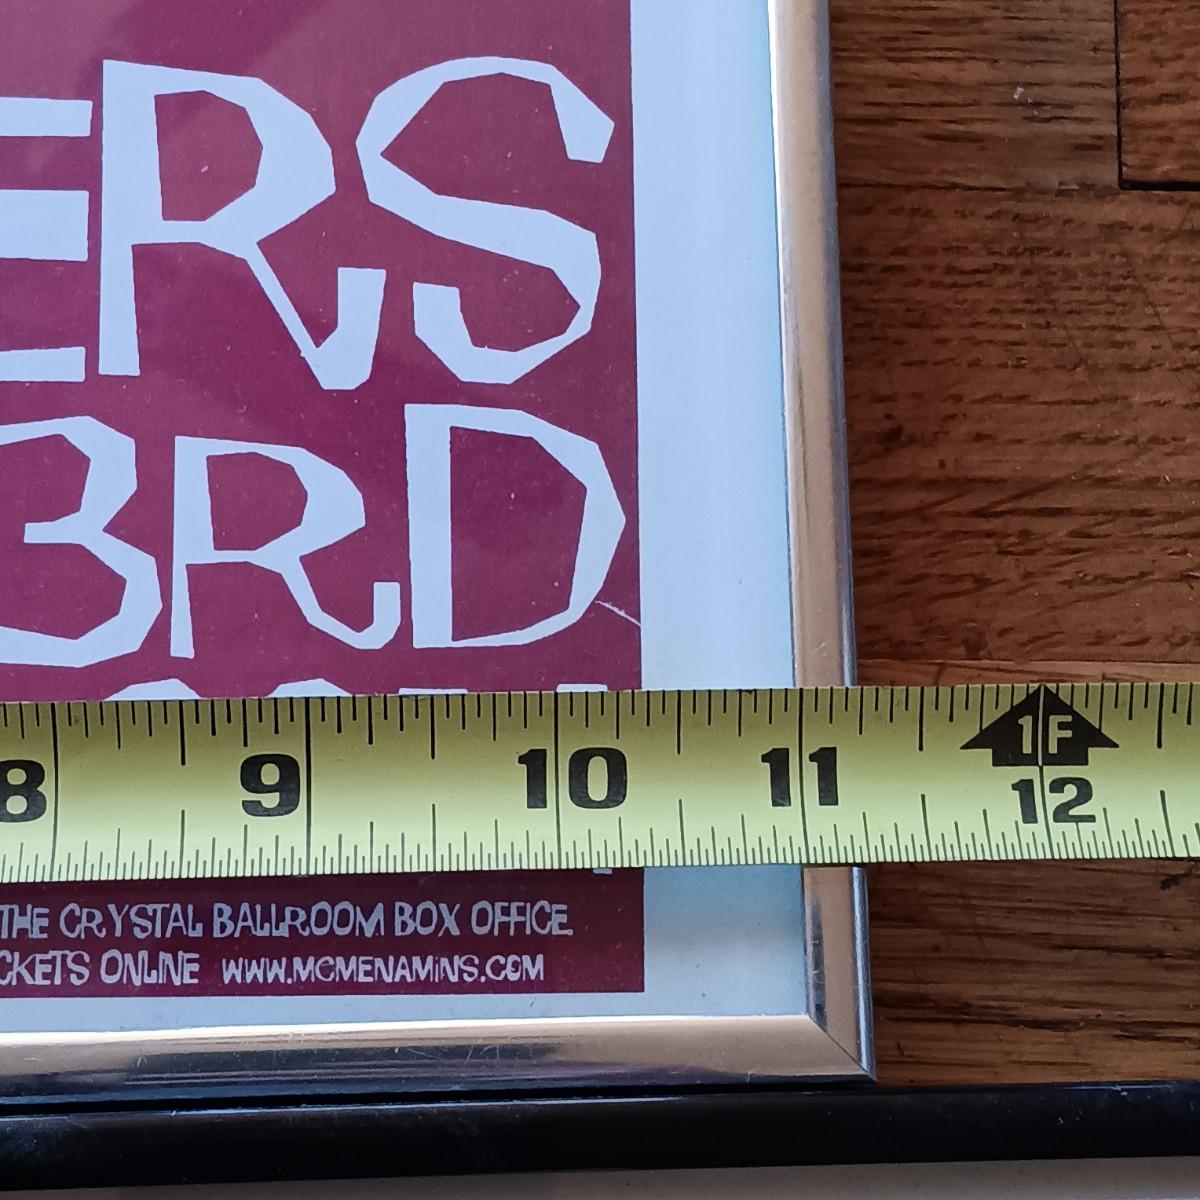 ERS
3RD
1F
8 9 10 11 12
THE CRYSTAL BALLROOM BOX OFFICE
CKETS ONLINE WWW.MCMENAMINS.COM